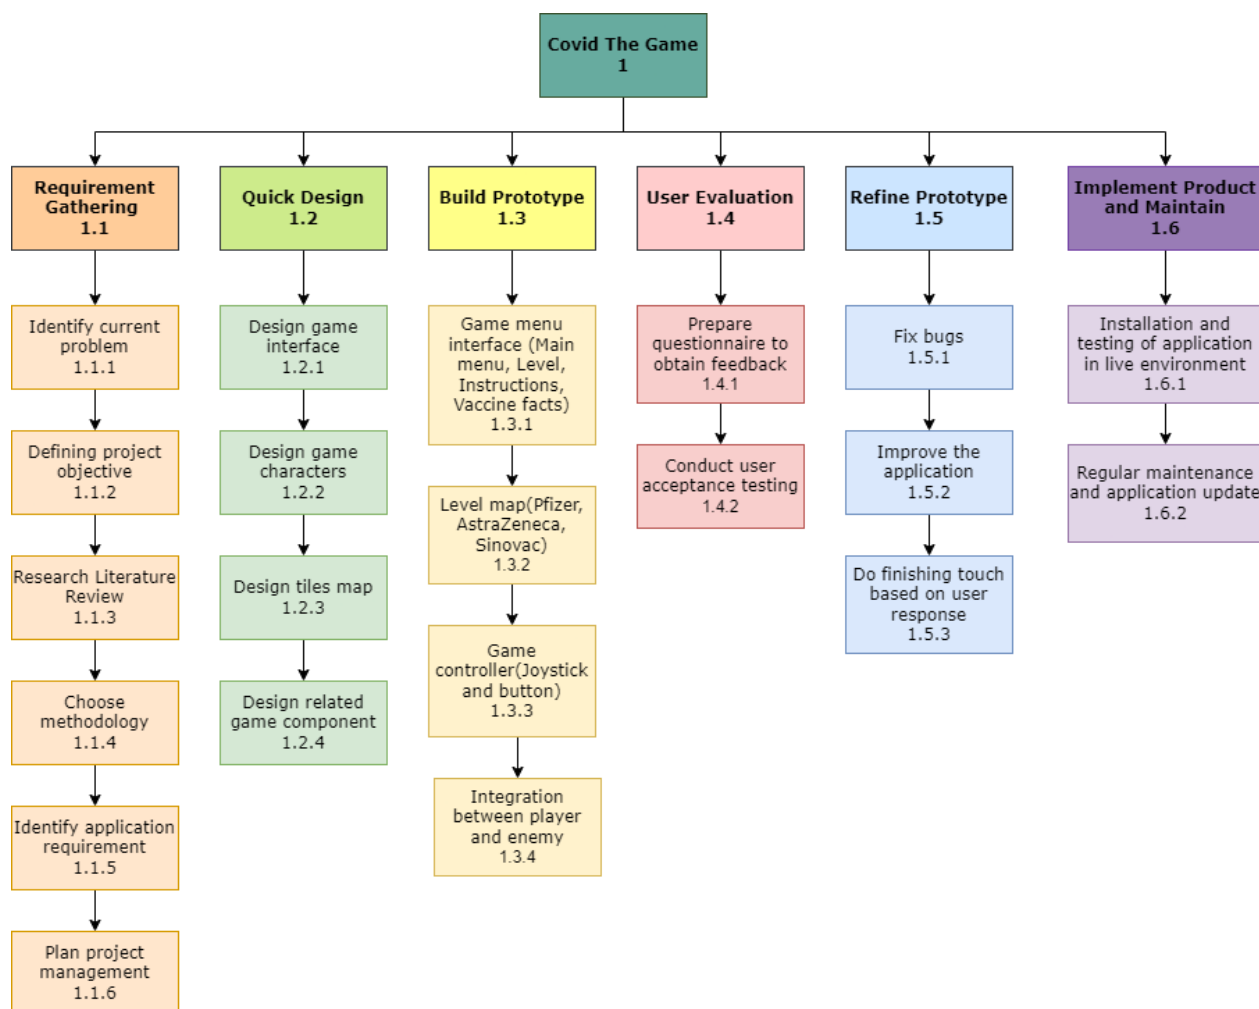 Covid The Game
1
Requirement
Gathering
1.1
Quick Design
1.2
Build Prototype
1.3
User Evaluation
1.4
Refine Prototype
1.5
Implement Product
and Maintain
1.6
Identify current
problem
1.1.1
Defining project
objective
1.1.2
Research Literature
Review
1.1.3
Choose
methodology
1.1.4
Identify application
requirement
1.1.5
Plan project
management
1.1.6
Design game
interface
1.2.1
Design game
characters
1.2.2
Design tiles map
1.2.3
Design related
game component
1.2.4
Game menu
interface (Main
menu, Level,
Instructions,
Vaccine facts)
1.3.1
Level map(Pfizer,
AstraZeneca,
Sinovac)
1.3.2
Game
controller(Joystick
and button)
1.3.3
Integration
between player
and enemy
1.3.4
Prepare
questionnaire to
obtain feedback
1.4.1
Conduct user
acceptance testing
1.4.2
Fix bugs
1.5.1
Improve the
application
1.5.2
Do finishing touch
based on user
response
1.5.3
Installation and
testing of application
in live environment
1.6.1
Regular maintenance
and application update
1.6.2